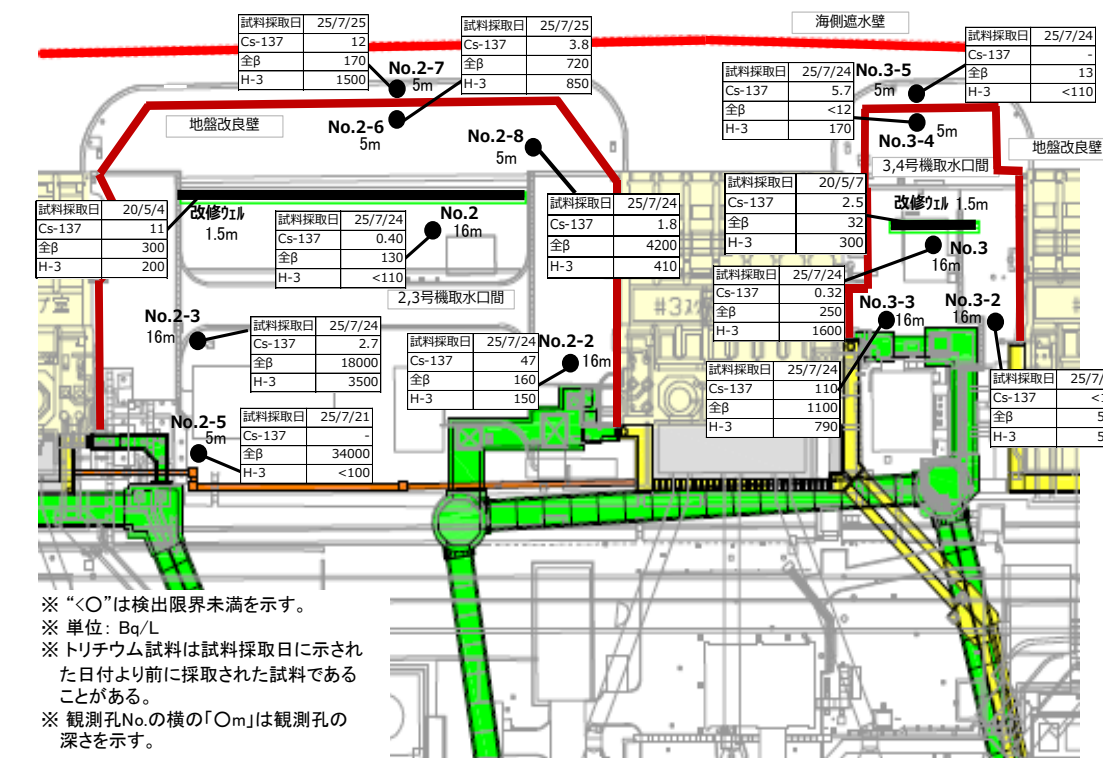 海側遮水壁
試料採取日 25/7/25
Cs-137 12
全β 170
H-3 1500
No.2-7
5m
試料採取日 25/7/25
Cs-137 3.8
全β 720
H-3 850
No.2-6
5m
地盤改良壁
No.2-8
5m
試料採取日 25/7/24
Cs-137 5.7
全β <12
H-3 170
No.3-5
5m
試料採取日 25/7/24
Cs-137 -
全β 13
H-3 <110
No.3-4
5m
地盤改良壁
3,4号機取水口間
試料採取日 20/5/4
Cs-137 11
全β 300
H-3 200
改修ウェル
1.5m
試料採取日 25/7/24
Cs-137 0.40
全β 130
H-3 <110
No.2
16m
試料採取日 25/7/24
Cs-137 1.8
全β 4200
H-3 410
試料採取日 20/5/7
Cs-137 2.5
全β 32
H-3 300
改修ウェル 1.5m
No.3
16m
試料採取日 25/7/24
Cs-137 0.32
全β 250
H-3 1600
2,3号機取水口間
プ室
#3スク
No.2-3
16m
試料採取日 25/7/24
Cs-137 2.7
全β 18000
H-3 3500
試料採取日 25/7/24
Cs-137 47
全β 160
H-3 150
No.2-2
16m
No.3-3
16m
No.3-2
16m
試料採取日 25/7/24
Cs-137 110
全β 1100
H-3 790
試料採取日 25/7/
Cs-137 <
全β 5
H-3 5
No.2-5
5m
試料採取日 25/7/21
Cs-137 -
全β 34000
H-3 <100
※ “<〇”は検出限界未満を示す。
※ 単位: Bq/L
※ トリチウム試料は試料採取日に示され
た日付より前に採取された試料である
ことがある。
※ 観測孔No.の横の「〇m」は観測孔の
深さを示す。